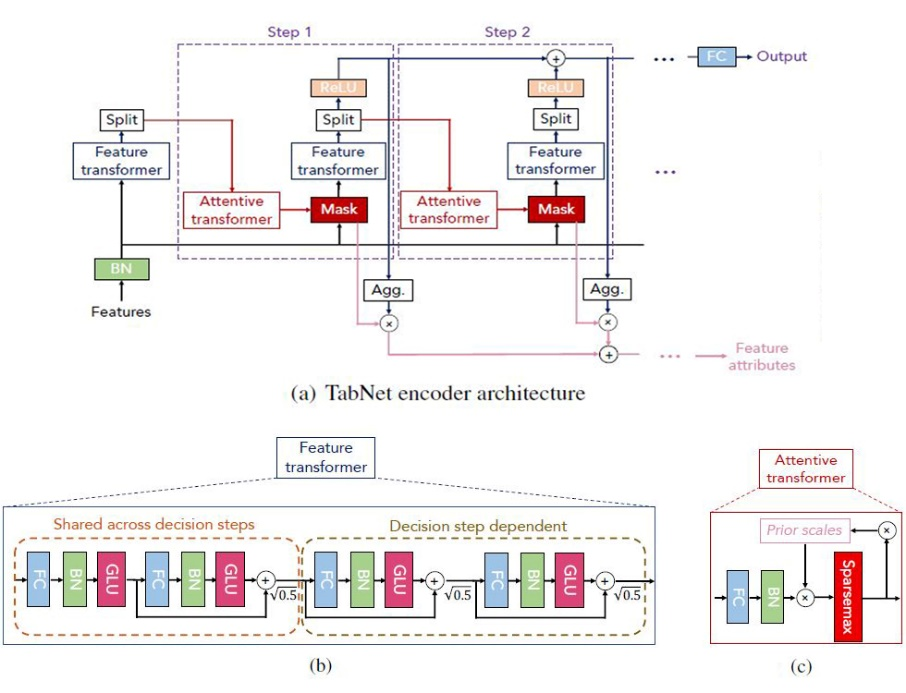 Step 1
Step 2
+
...
FC
Output
ReLU
ReLU
Split
Split
Split
Feature
transformer
Feature
transformer
Feature
transformer
...
Attentive
transformer
Mask
Attentive
transformer
Mask
BN
Features
Agg.
Agg.
×
×
+
...
Feature
attributes
(a) TabNet encoder architecture
Feature
transformer
Shared across decision steps
Decision step dependent
FC
BN
GLU
FC
BN
GLU
+
√0.5
FC
BN
GLU
+
√0.5
FC
BN
GLU
+
√0.5
(b)
Attentive
transformer
Prior scales
×
FC
BN
×
Sparsemax
(c)